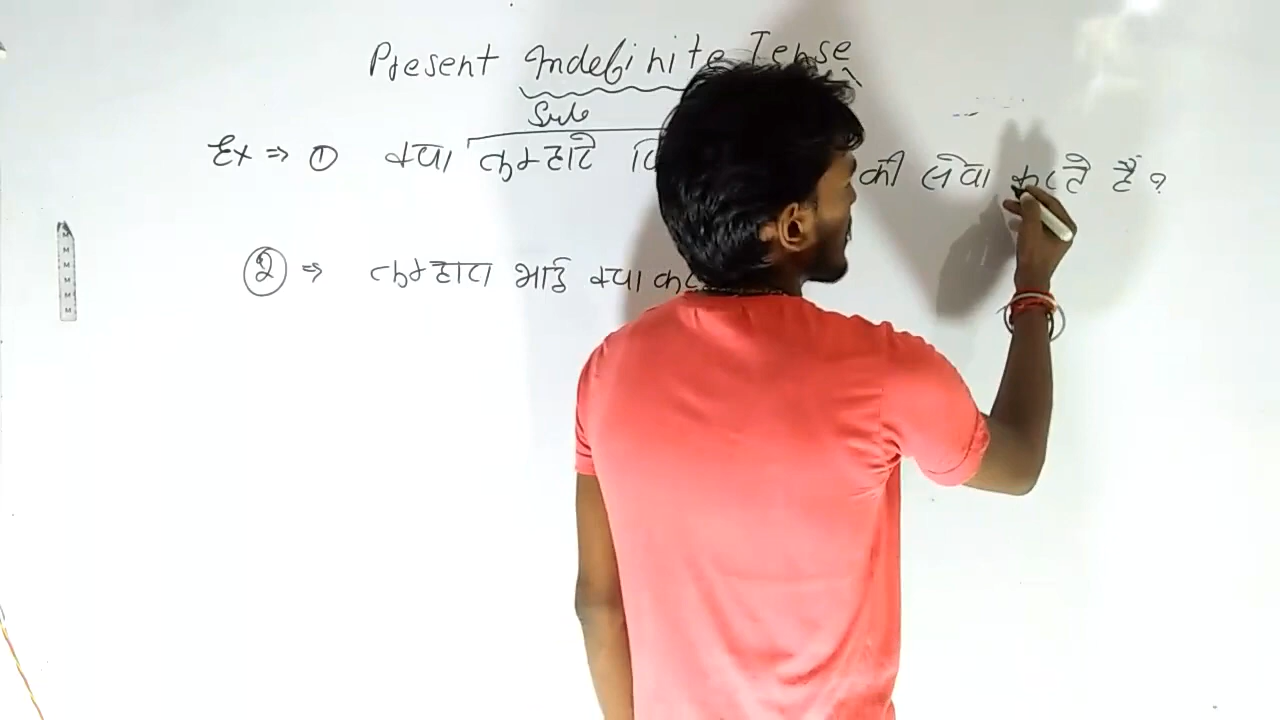 Present Indefinite Tense
Sub
Ex ⇒ ① क्या तुम्हारे की सेवा करते हैं ?
② ⇒ तुम्हारा भाई क्या